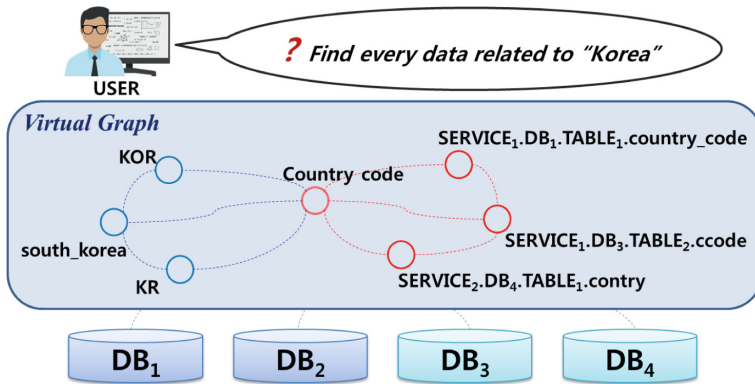 ? Find every data related to “Korea”
USER
Virtual Graph
SERVICE₁.DB₁.TABLE₁.country_code
KOR
Country code
south_korea
SERVICE₁.DB₃.TABLE₂.ccode
KR
SERVICE₂.DB₄.TABLE₁.contry
DB₁
DB₂
DB₃
DB₄